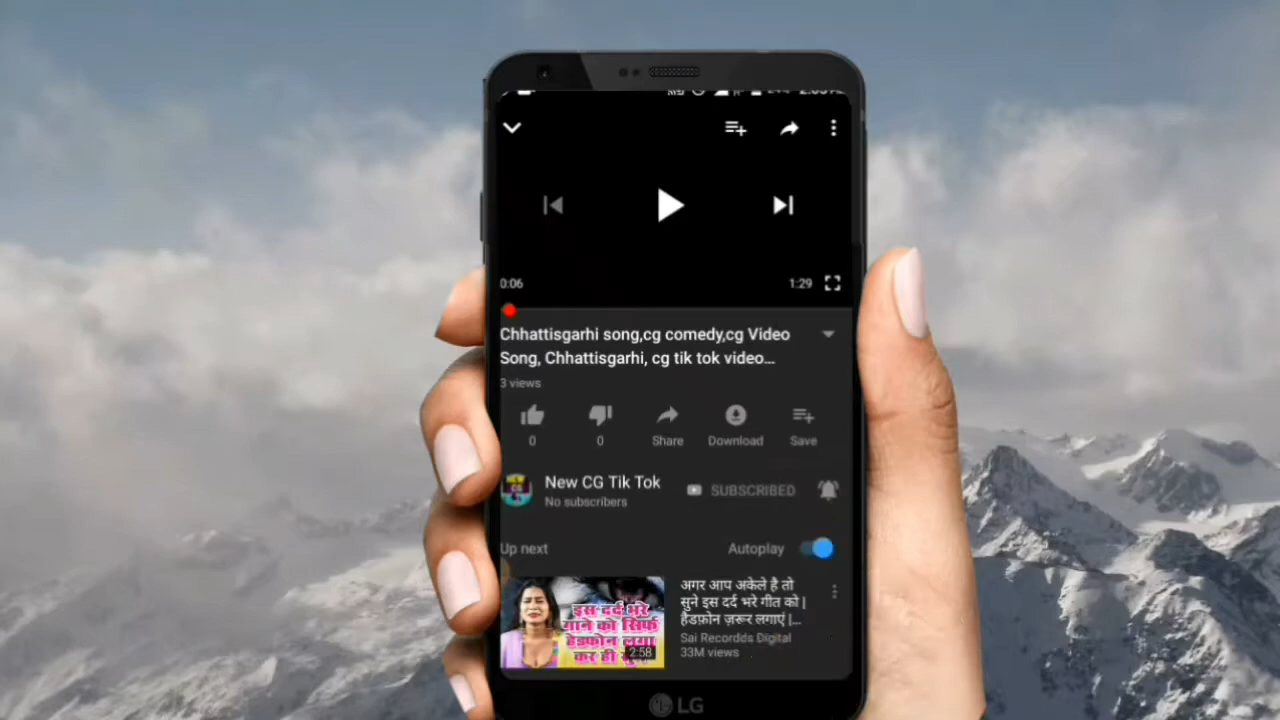 0:06
1:29
Chhattisgarhi song,cg comedy,cg Video
Song, Chhattisgarhi, cg tik tok video...
3 views
0
0
Share
Download
Save
New CG Tik Tok
No subscribers
SUBSCRIBED
Up next
Autoplay
इस दर्द भरे
गाने को सिर्फ
हेडफोन लगा
कर ही
2:58
अगर आप अकेले है तो
सुने इस दर्द भरे गीत को |
हैडफ़ोन ज़रूर लगाएं |...
Sai Recordds Digital
33M views
LG